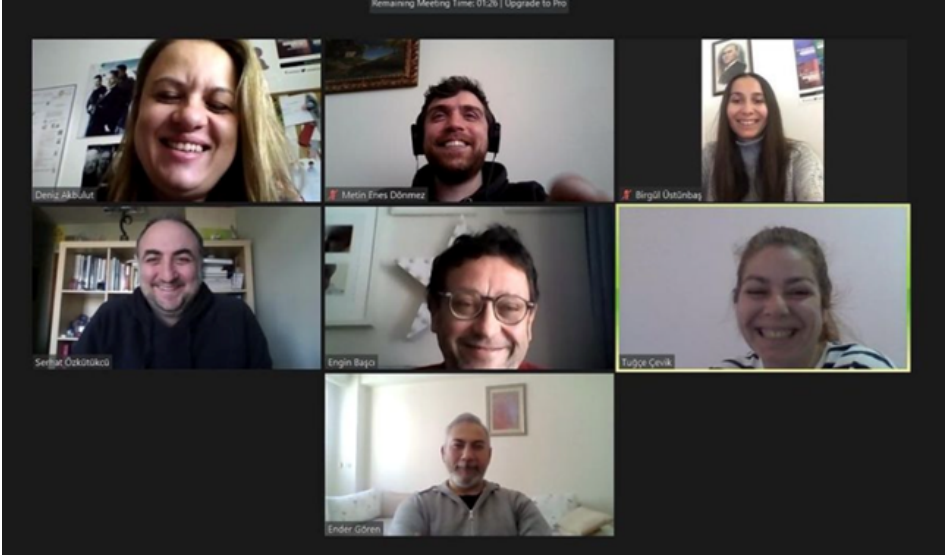 Remaining Meeting Time: 01:26 | Upgrade to Pro
Deniz Akbulut
Metin Enes Dönmez
Birgül Üstünbaş
Serhat Özkütükcü
Engin Başcı
Tuğçe Çevik
Ender Gören